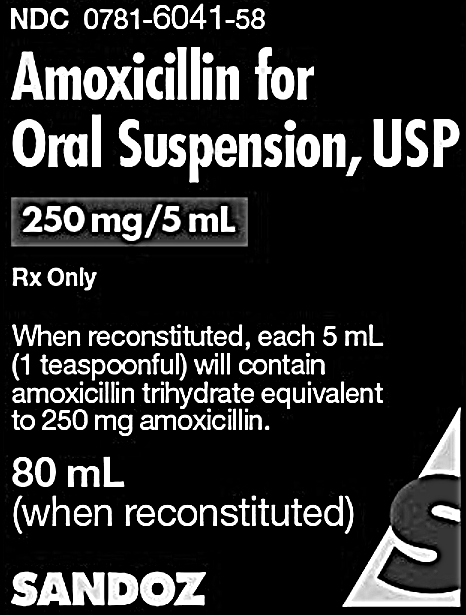 NDC 0781-6041-58
Amoxicillin for
Oral Suspension, USP
250 mg/5 mL
Rx Only
When reconstituted, each 5 mL
(1 teaspoonful) will contain
amoxicillin trihydrate equivalent
to 250 mg amoxicillin.
80 mL
(when reconstituted)
SANDOZ
S